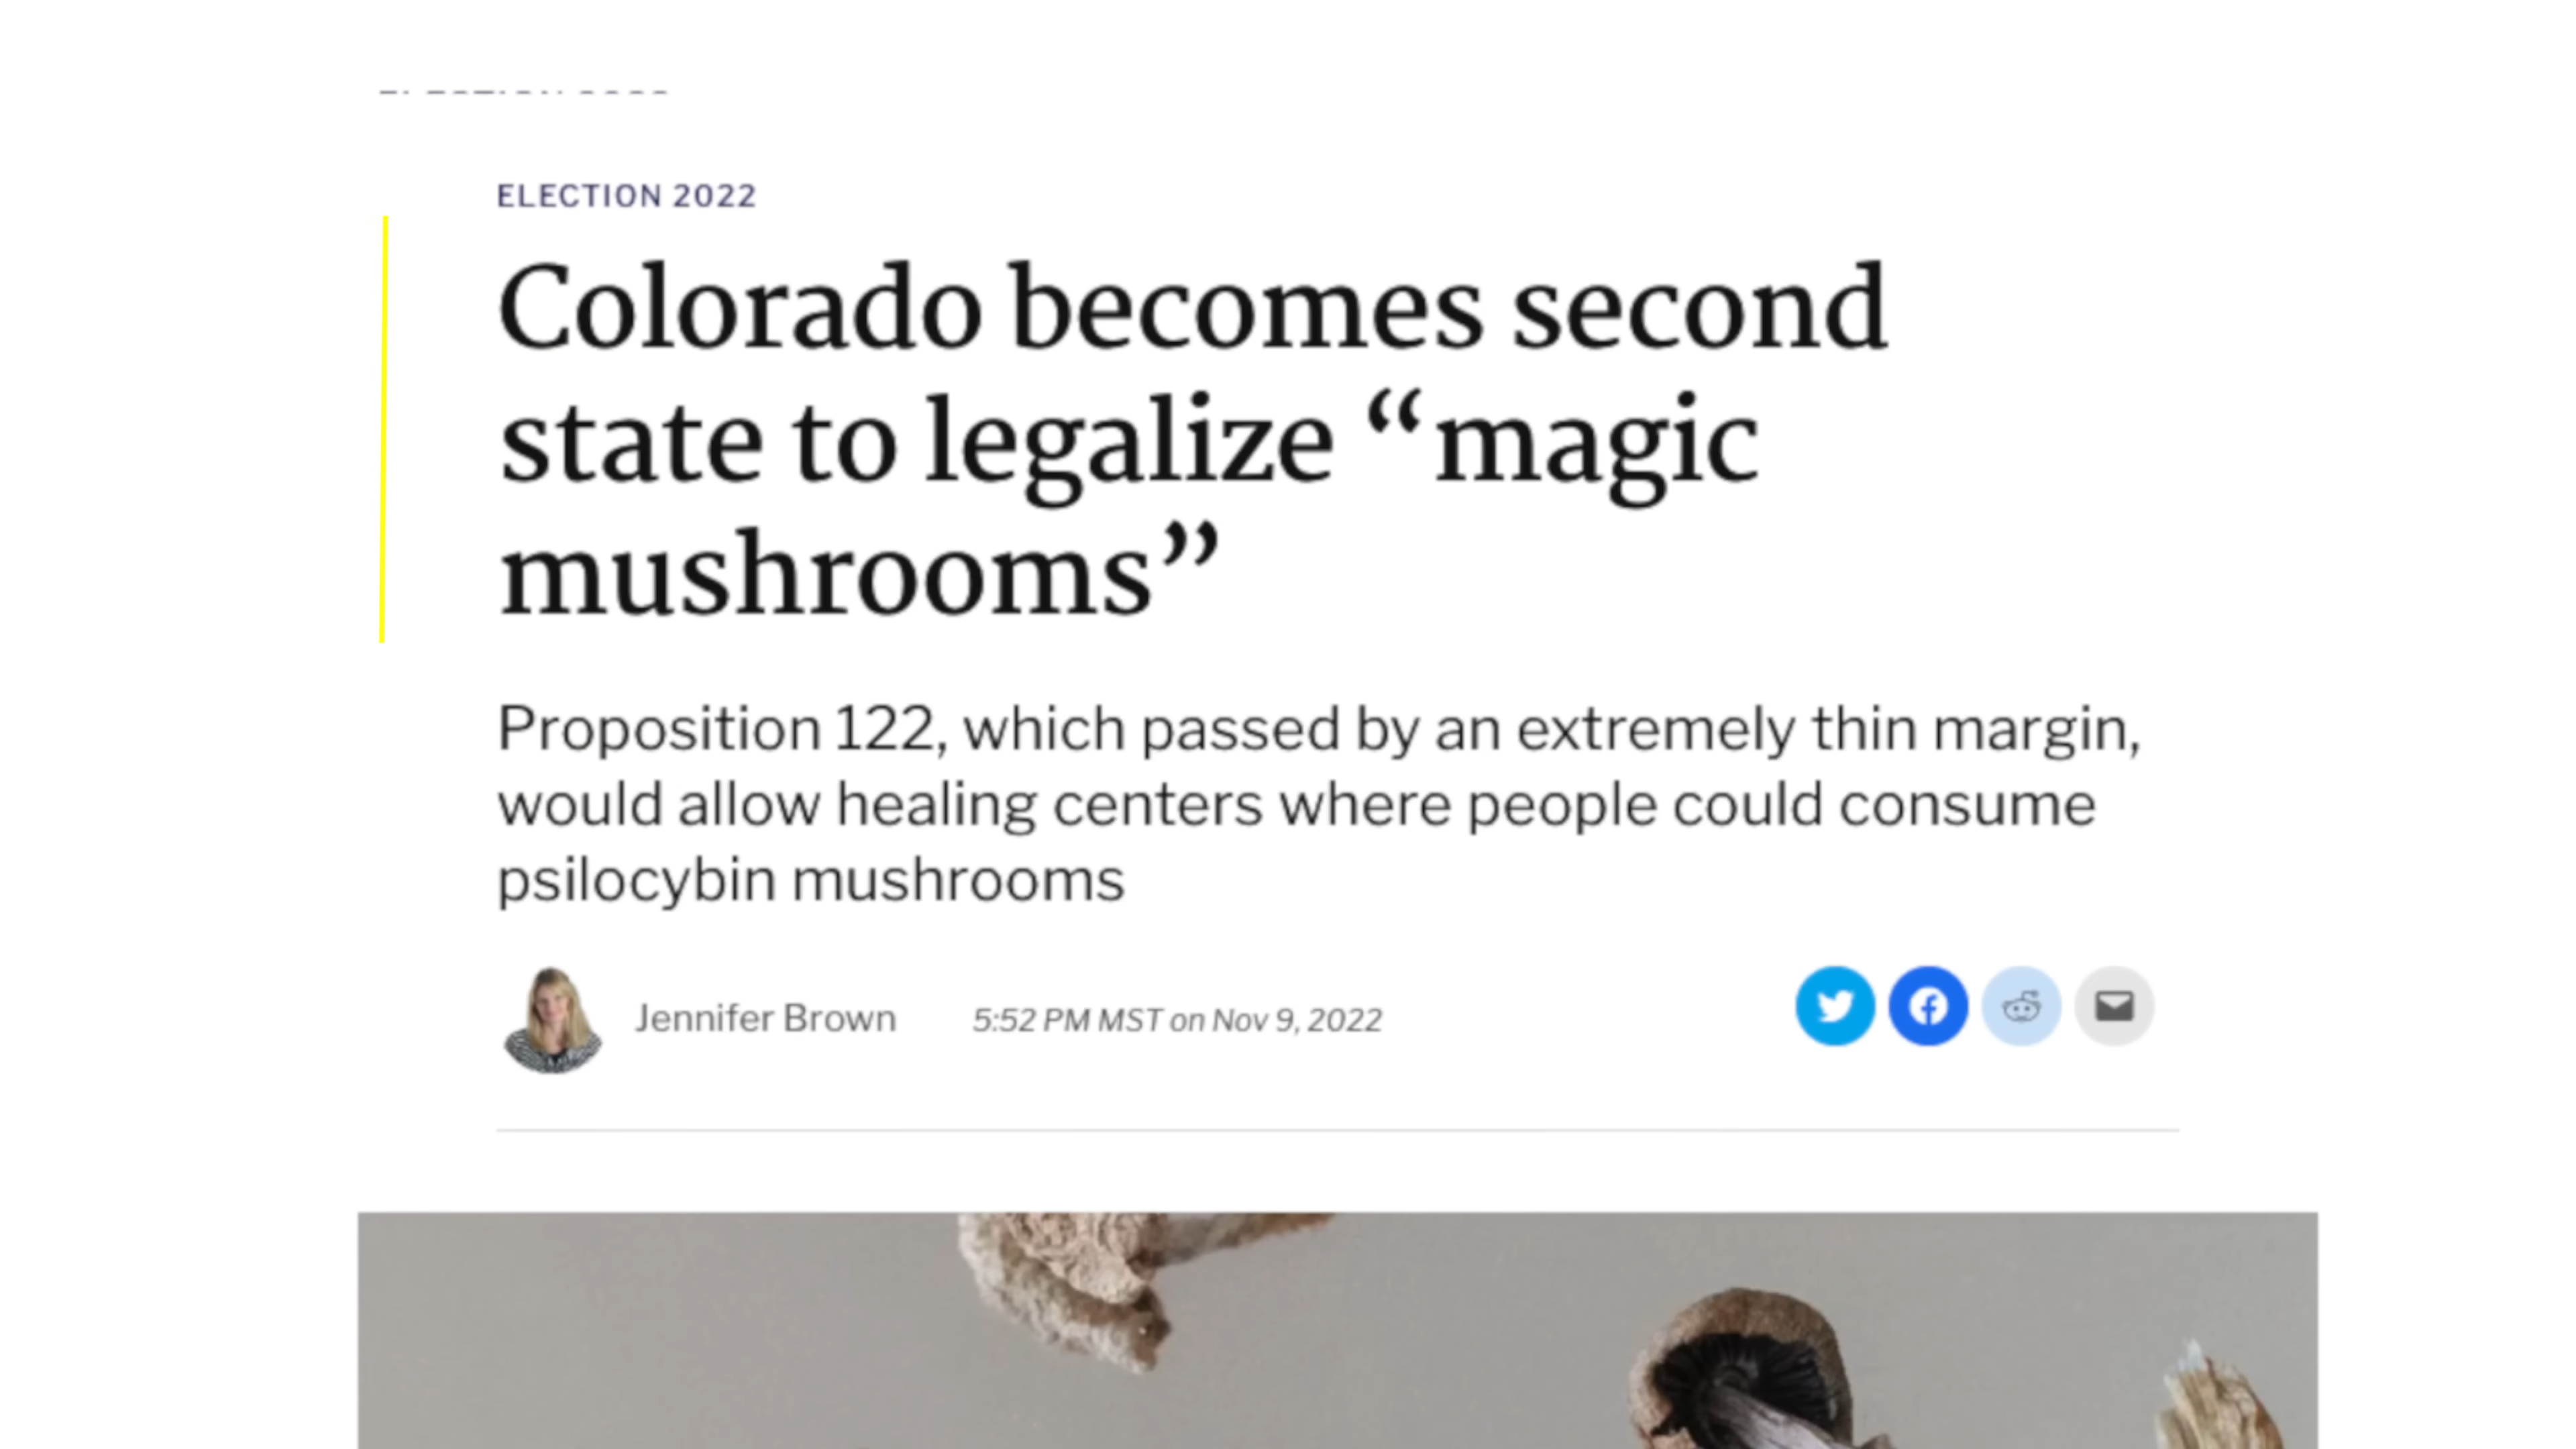 ELECTION 2022
Colorado becomes second
state to legalize “magic
mushrooms”
Proposition 122, which passed by an extremely thin margin,
would allow healing centers where people could consume
psilocybin mushrooms
Jennifer Brown 5:52 PM MST on Nov 9, 2022